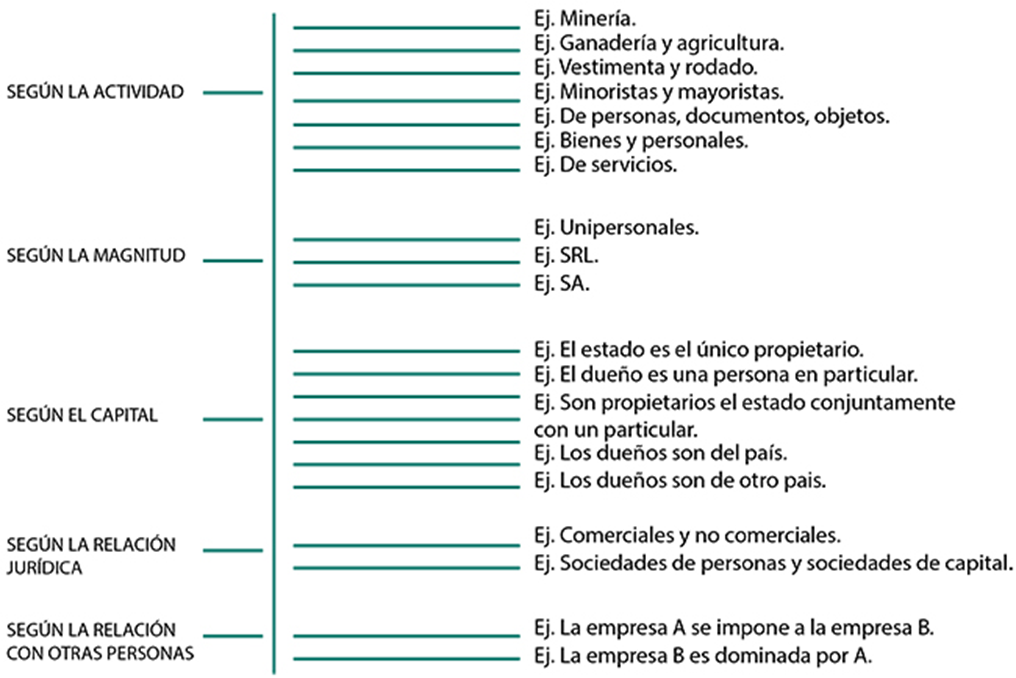 SEGÚN LA ACTIVIDAD
Ej. Minería.
Ej. Ganadería y agricultura.
Ej. Vestimenta y rodado.
Ej. Minoristas y mayoristas.
Ej. De personas, documentos, objetos.
Ej. Bienes y personales.
Ej. De servicios.
SEGÚN LA MAGNITUD
Ej. Unipersonales.
Ej. SRL.
Ej. SA.
SEGÚN EL CAPITAL
Ej. El estado es el único propietario.
Ej. El dueño es una persona en particular.
Ej. Son propietarios el estado conjuntamente
con un particular.
Ej. Los dueños son del país.
Ej. Los dueños son de otro pais.
SEGÚN LA RELACIÓN
JURÍDICA
Ej. Comerciales y no comerciales.
Ej. Sociedades de personas y sociedades de capital.
SEGÚN LA RELACIÓN
CON OTRAS PERSONAS
Ej. La empresa A se impone a la empresa B.
Ej. La empresa B es dominada por A.